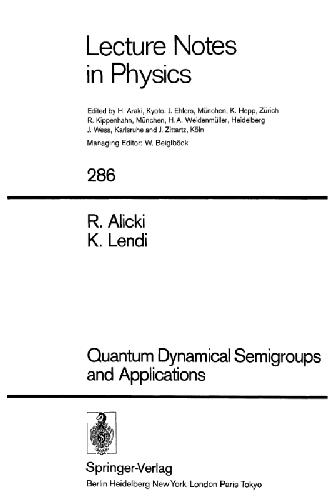 Lecture Notes
in Physics
Edited by H. Araki, Kyoto, J. Ehlers, München, K. Hepp, Zürich
R. Kippenhahn, München, H. A. Weidenmüller, Heidelberg
J. Wess, Karlsruhe and J. Zittartz, Köln
Managing Editor: W. Beiglböck
286
R. Alicki
K. Lendi
Quantum Dynamical Semigroups
and Applications
Springer-Verlag
Berlin Heidelberg New York London Paris Tokyo